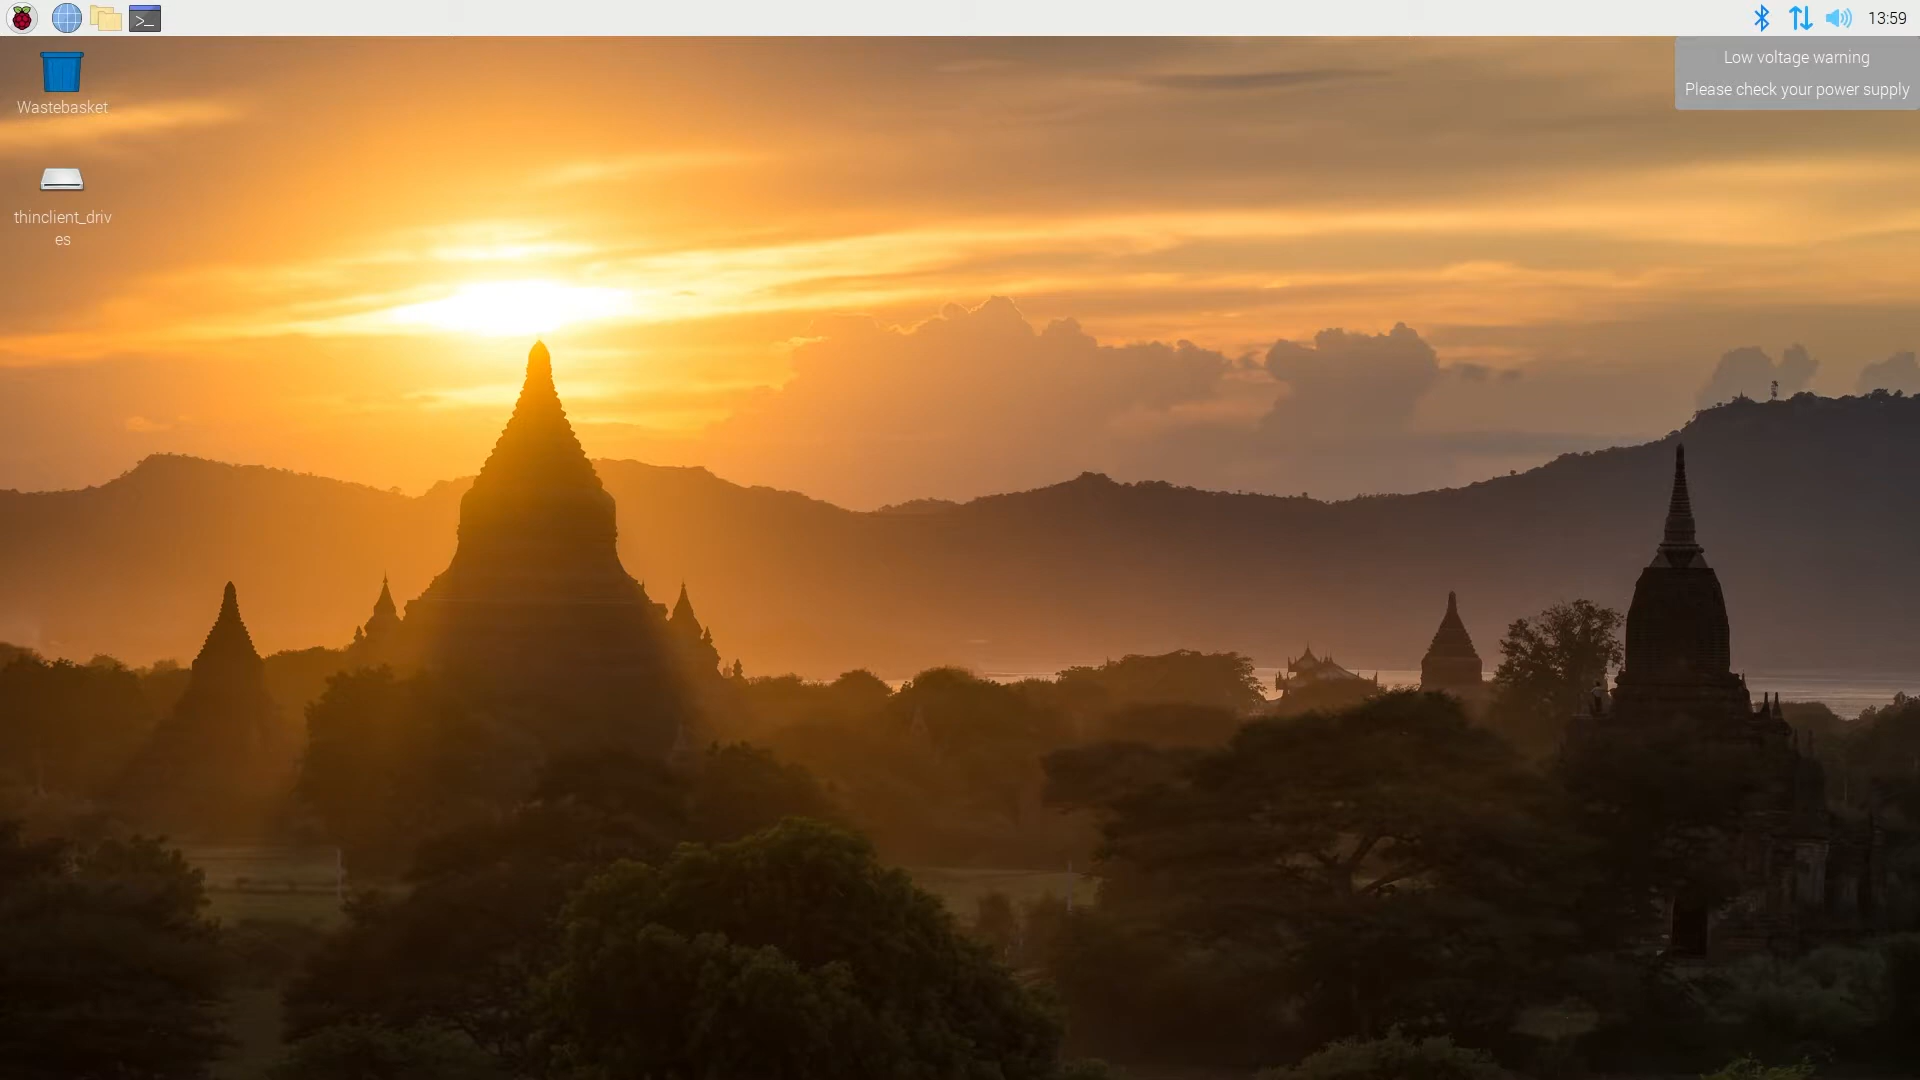 >_
13:59
Low voltage warning
Please check your power supply
Wastebasket
thinclient_driv
es